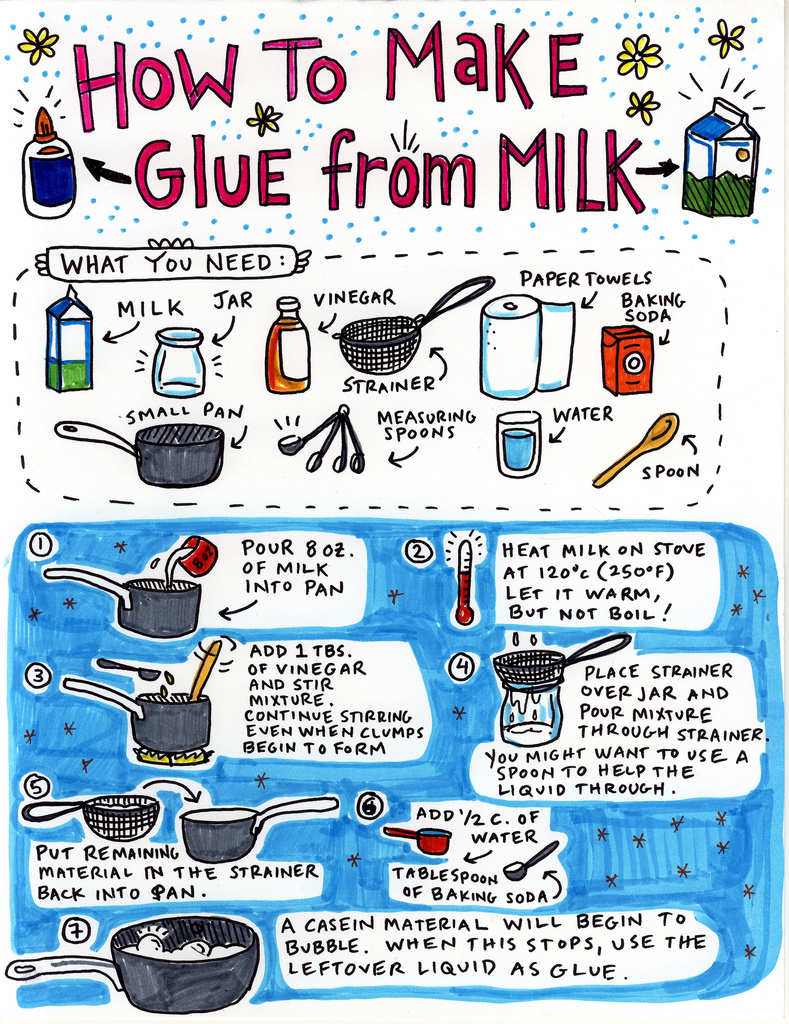 HOW TO MAKE
GLUE from MILK
WHAT YOU NEED:
MILK
JAR
VINEGAR
STRAINER
PAPER TOWELS
BAKING
SODA
SMALL PAN
MEASURING
SPOONS
WATER
SPOON
1
8 OZ
POUR 8 OZ.
OF MILK
INTO PAN
2
HEAT MILK ON STOVE
AT 120°C (250°F)
LET IT WARM,
BUT NOT BOIL!
3
ADD 1 TBS.
OF VINEGAR
AND STIR
MIXTURE.
CONTINUE STIRRING
EVEN WHEN CLUMPS
BEGIN TO FORM
4
PLACE STRAINER
OVER JAR AND
POUR MIXTURE
THROUGH STRAINER.
YOU MIGHT WANT TO USE A
SPOON TO HELP THE
LIQUID THROUGH.
5
PUT REMAINING
MATERIAL IN THE STRAINER
BACK INTO PAN.
6
ADD 1/2 C. OF
WATER
TABLESPOON
OF BAKING SODA
7
A CASEIN MATERIAL WILL BEGIN TO
BUBBLE. WHEN THIS STOPS, USE THE
LEFTOVER LIQUID AS GLUE.